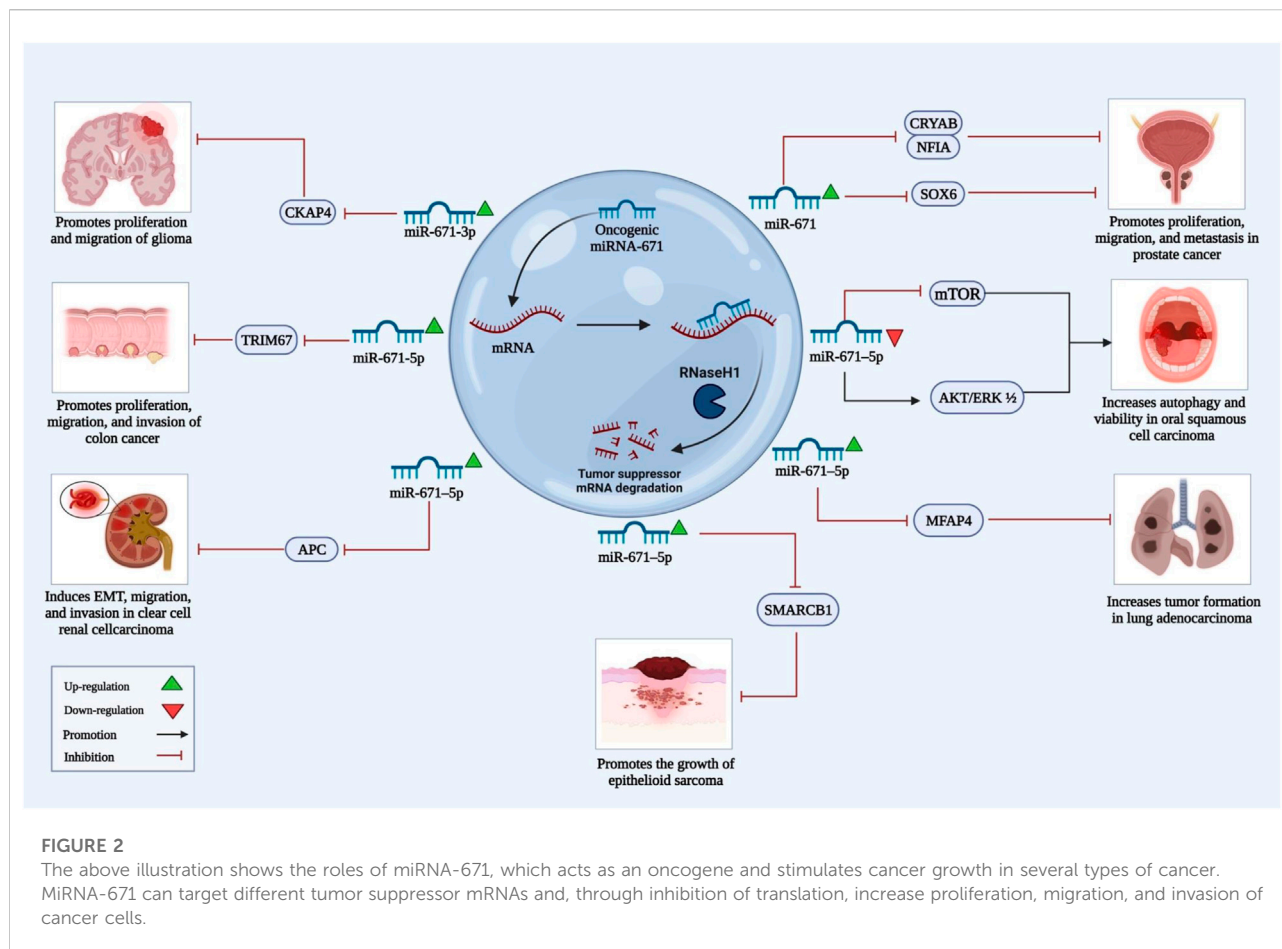 Promotes proliferation
and migration of glioma
CKAP4
miR-671-3p
Promotes proliferation,
migration, and invasion of
colon cancer
TRIM67
miR-671-5p
Induces EMT, migration,
and invasion in clear cell
renal cellcarcinoma
APC
miR-671–5p
Oncogenic
miRNA-671
mRNA
RNaseH1
Tumor suppressor
mRNA degradation
miR-671
CRYAB
NFIA
SOX6
Promotes proliferation,
migration, and metastasis in
prostate cancer
miR-671–5p
mTOR
AKT/ERK ½
Increases autophagy and
viability in oral squamous
cell carcinoma
miR-671–5p
MFAP4
Increases tumor formation
in lung adenocarcinoma
miR-671–5p
SMARCB1
Promotes the growth of
epithelioid sarcoma
Up-regulation
Down-regulation
Promotion
Inhibition
FIGURE 2
The above illustration shows the roles of miRNA-671, which acts as an oncogene and stimulates cancer growth in several types of cancer.
MiRNA-671 can target different tumor suppressor mRNAs and, through inhibition of translation, increase proliferation, migration, and invasion of
cancer cells.